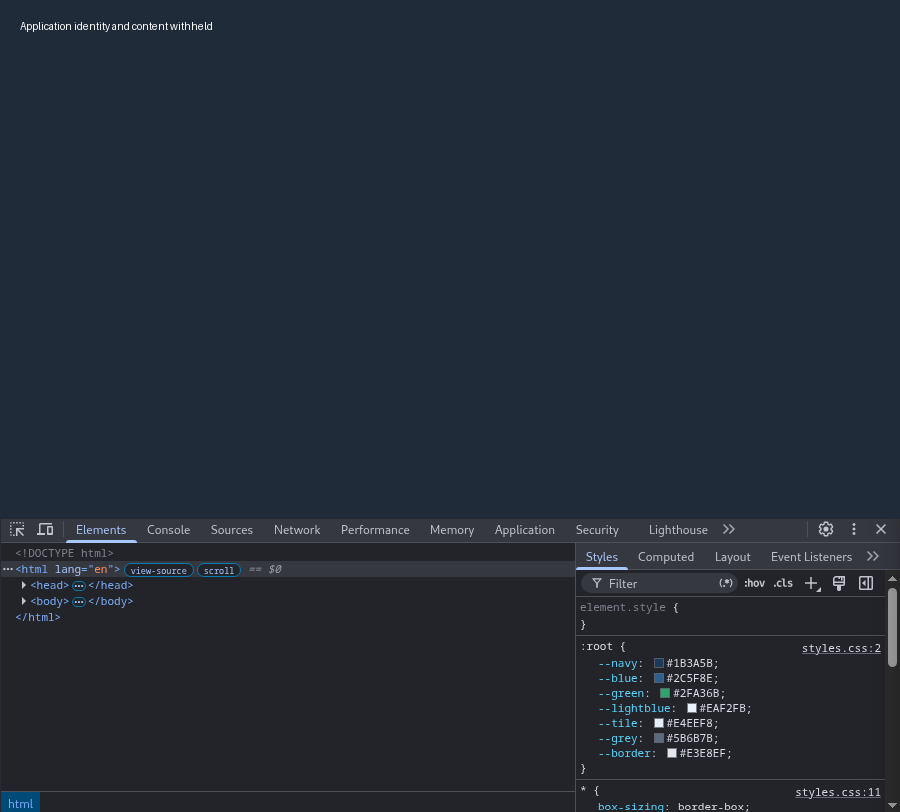 Application identity and content withheld
Elements Console Sources Network Performance Memory Application Security Lighthouse
<!DOCTYPE html>
<html lang="en"> view-source scroll == $0
<head> ··· </head>
<body> ··· </body>
</html>
html
Styles Computed Layout Event Listeners
Filter (.*) :hov .cls
element.style {
}
:root { styles.css:2
--navy: #1B3A5B;
--blue: #2C5F8E;
--green: #2FA36B;
--lightblue: #EAF2FB;
--tile: #E4EEF8;
--grey: #5B6B7B;
--border: #E3E8EF;
}
* { styles.css:11
box-sizing: border-box;